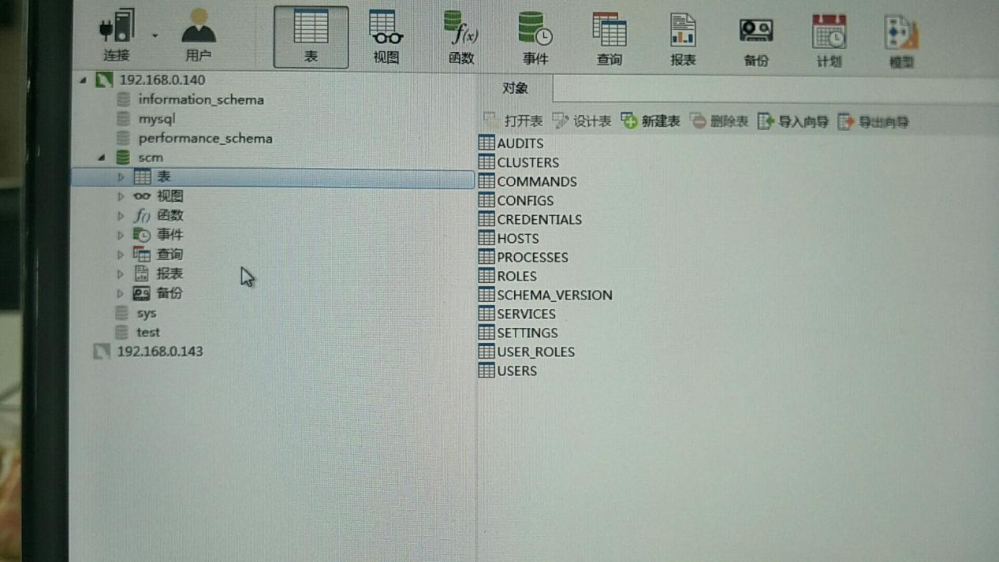 连接 用户 表 视图 函数 事件 查询 报表 备份 计划 模型
192.168.0.140
information_schema
mysql
performance_schema
scm
表
视图
f() 函数
事件
查询
报表
备份
sys
test
192.168.0.143
对象
打开表 设计表 新建表 删除表 导入向导 导出向导
AUDITS
CLUSTERS
COMMANDS
CONFIGS
CREDENTIALS
HOSTS
PROCESSES
ROLES
SCHEMA_VERSION
SERVICES
SETTINGS
USER_ROLES
USERS